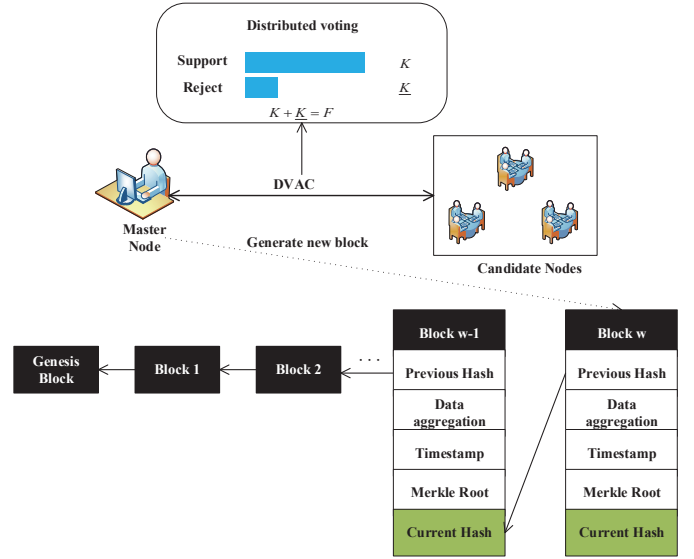 Distributed voting
Support
K
Reject
K
K + K = F
DVAC
Master
Node
Generate new block
Candidate Nodes
Genesis
Block
Block 1
Block 2
. . .
Block w-1
Previous Hash
Data
aggregation
Timestamp
Merkle Root
Current Hash
Block w
Previous Hash
Data
aggregation
Timestamp
Merkle Root
Current Hash